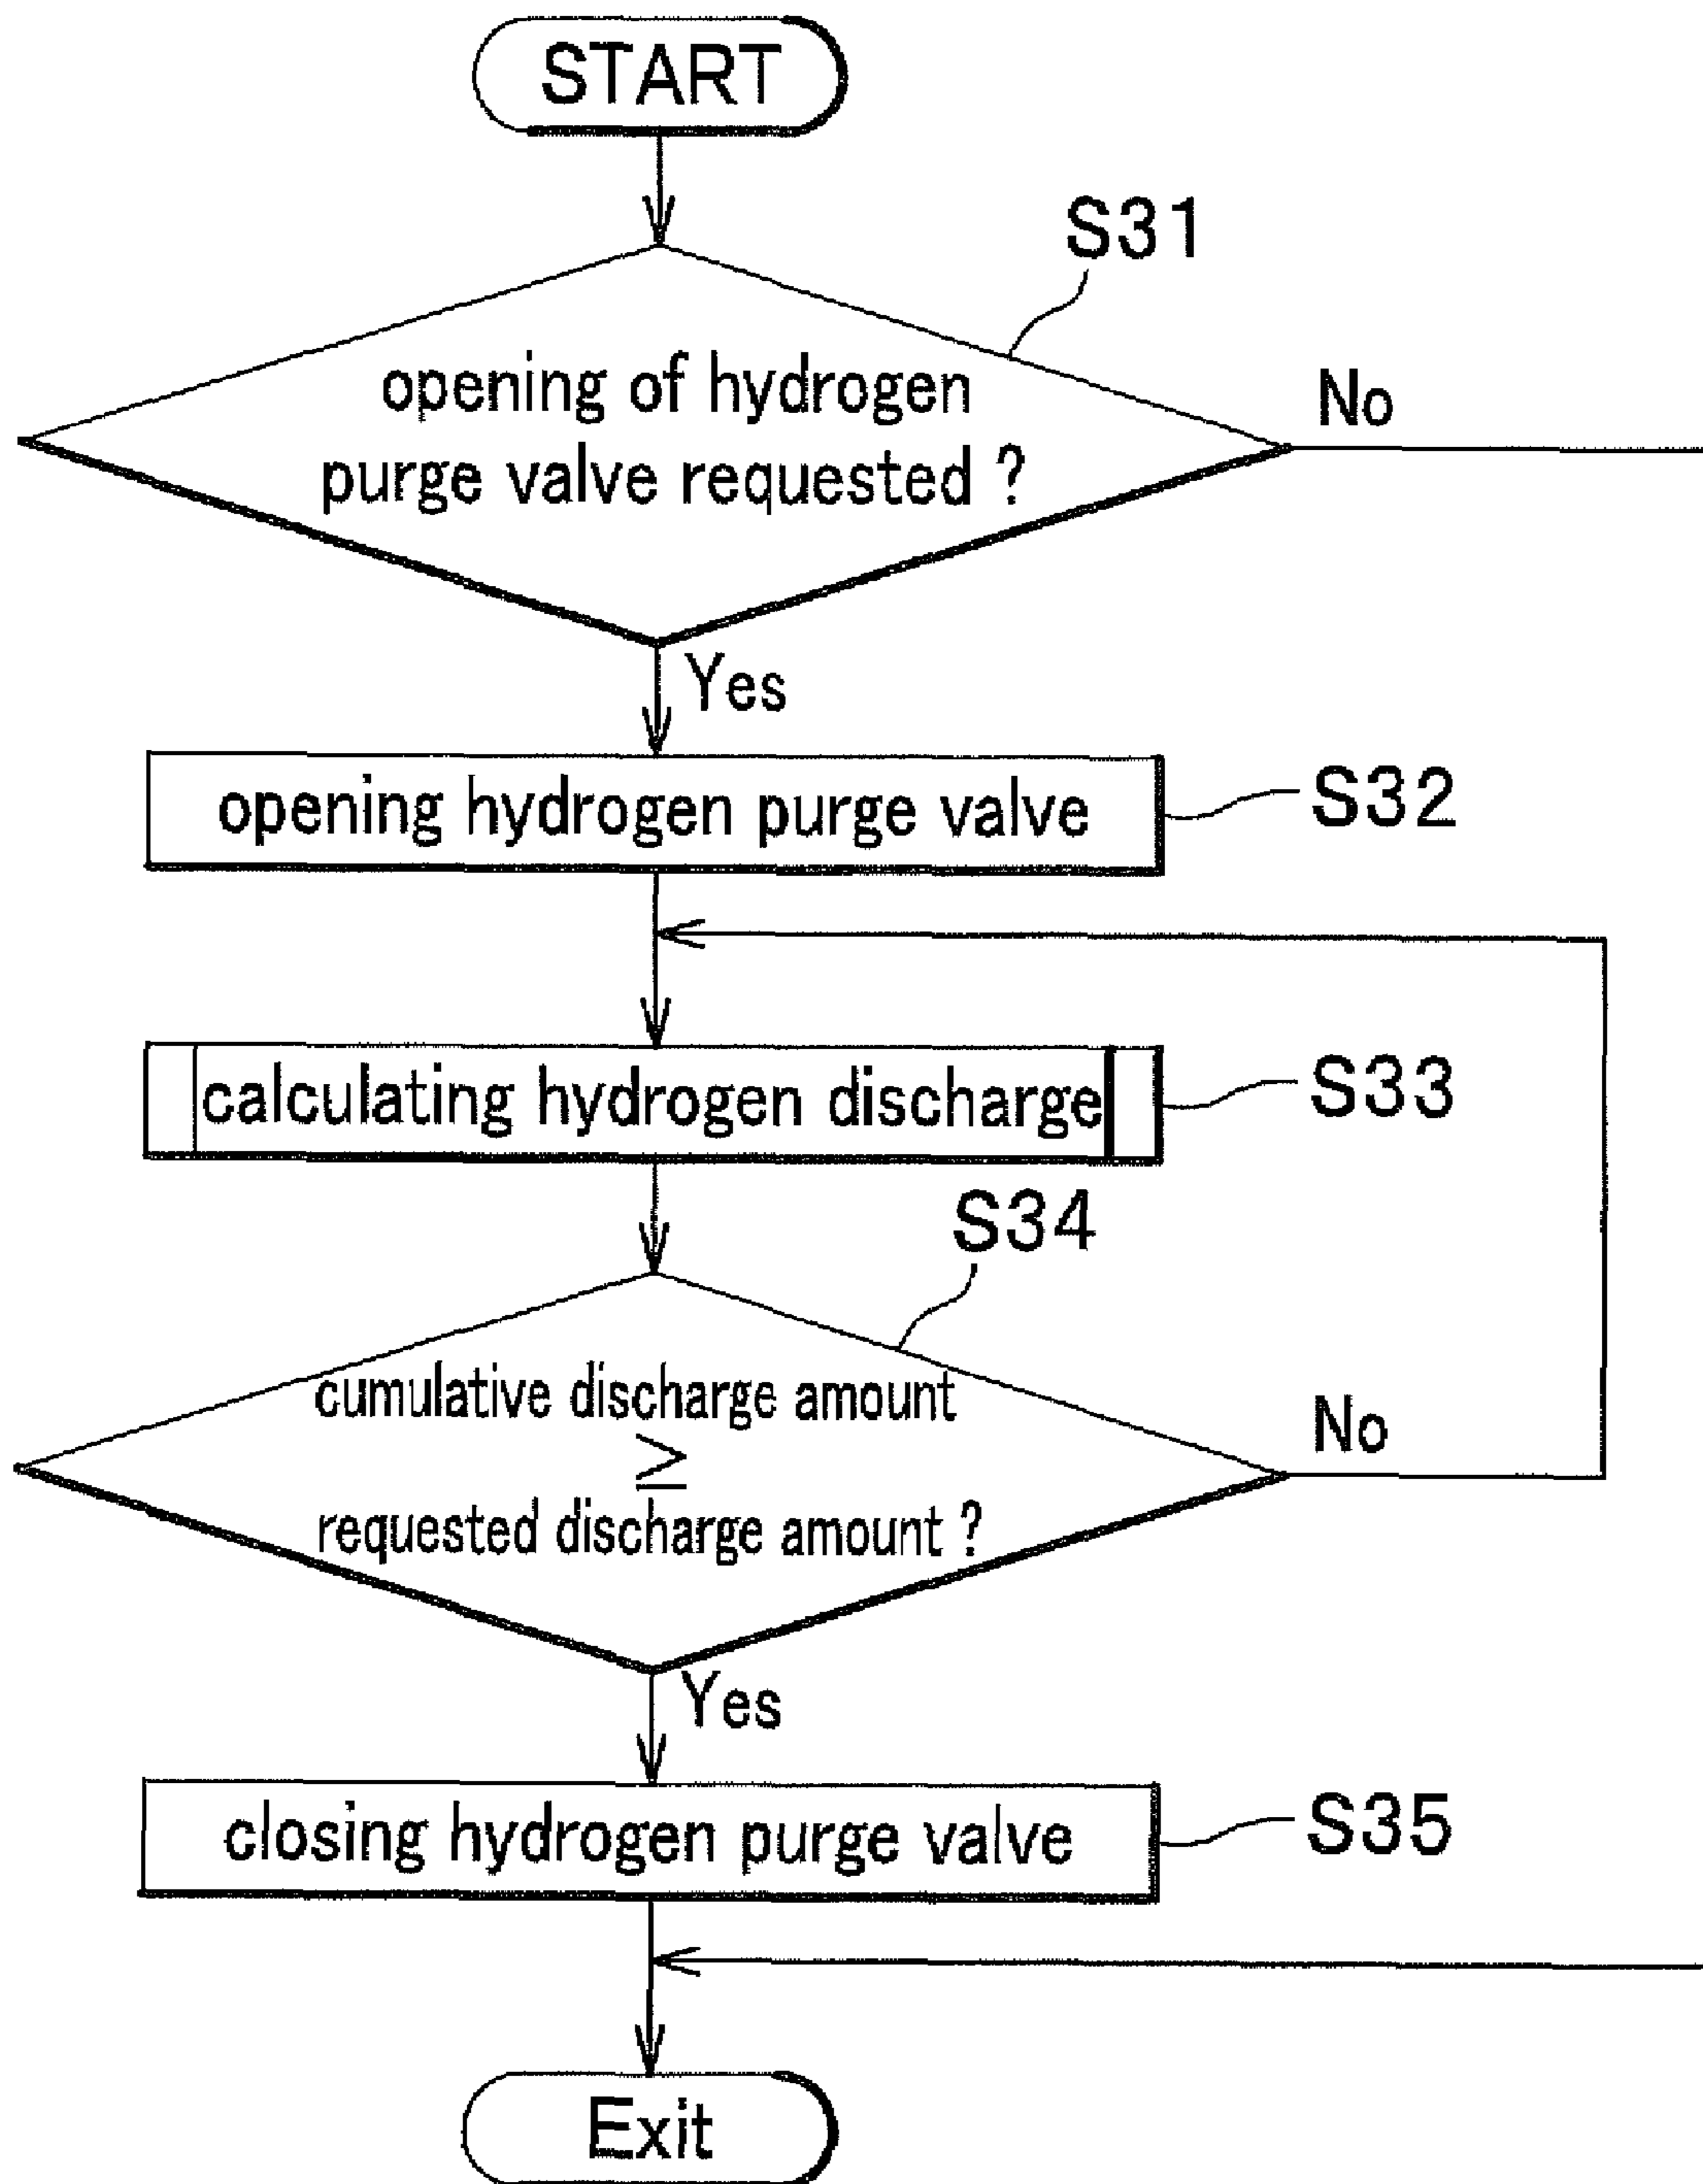 START
S31
opening of hydrogen
purge valve requested ?
No
Yes
opening hydrogen purge valve
S32
calculating hydrogen discharge
S33
S34
cumulative discharge amount
≥
requested discharge amount ?
No
Yes
closing hydrogen purge valve
S35
Exit